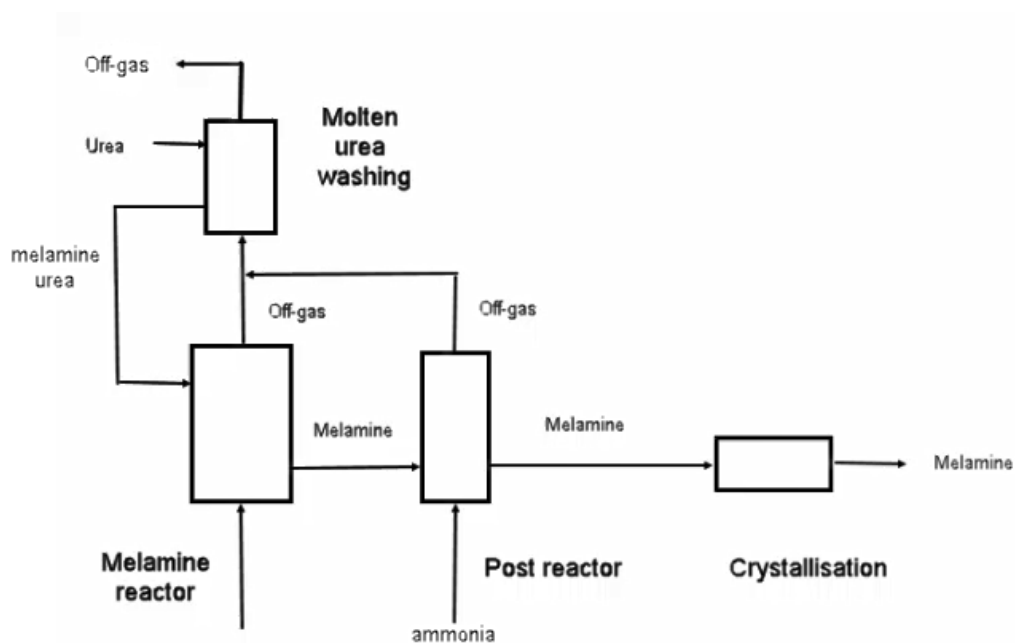 Off-gas
Urea
Molten
urea
washing
melamine
urea
Off-gas
Off-gas
Melamine
Melamine
Melamine
Melamine
reactor
Post reactor
Crystallisation
ammonia